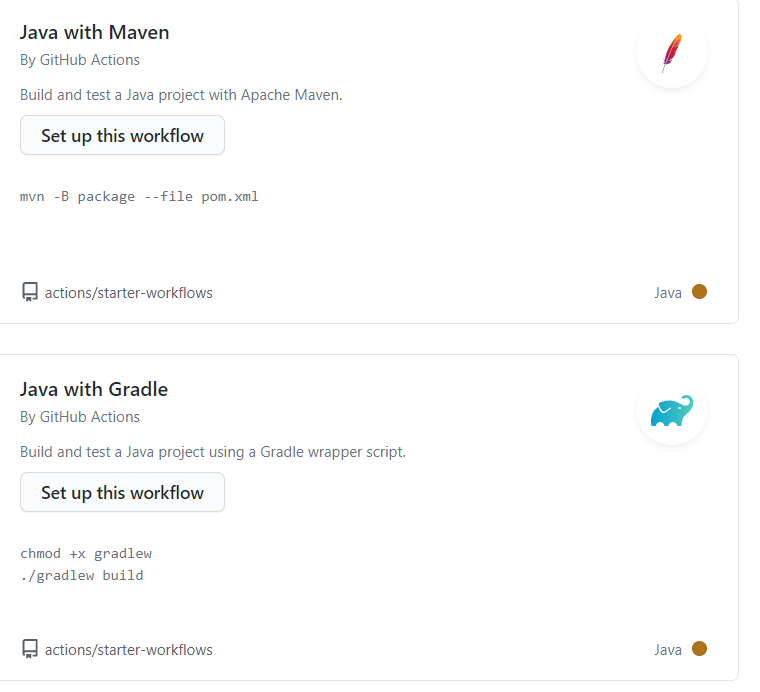 Java with Maven
By GitHub Actions
Build and test a Java project with Apache Maven.
Set up this workflow
mvn -B package --file pom.xml
actions/starter-workflows
Java
Java with Gradle
By GitHub Actions
Build and test a Java project using a Gradle wrapper script.
Set up this workflow
chmod +x gradlew
./gradlew build
actions/starter-workflows
Java